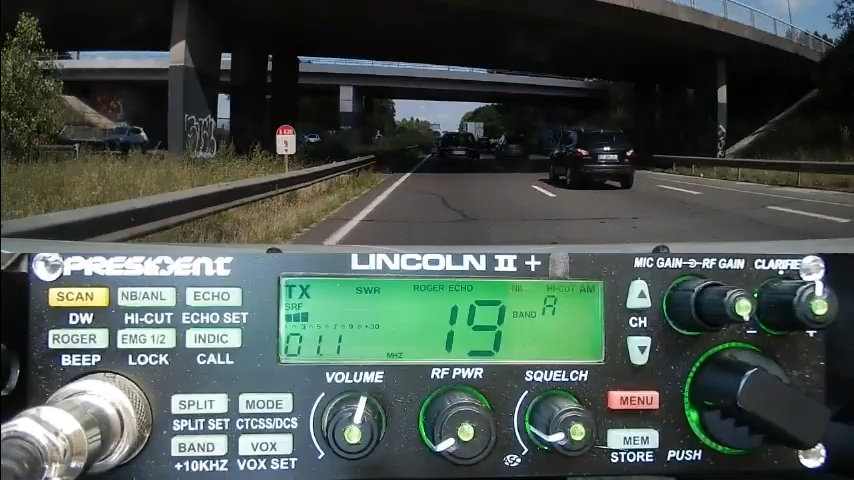 A 630
9
PRESIDENT
LINCOLN II +
MIC GAIN RF GAIN CLARIFIER
SCAN NB/ANL ECHO
DW HI-CUT ECHO SET
ROGER EMG 1/2 INDIC
BEEP LOCK CALL
TX SWR ROGER ECHO NB HI-CUT AM
SRF
19 BAND A
01.1 MHZ
CH
VOLUME RF PWR SQUELCH
SPLIT MODE
SPLIT SET CTCSS/DCS
BAND VOX
+10KHZ VOX SET
MENU
MEM
STORE PUSH
ASC